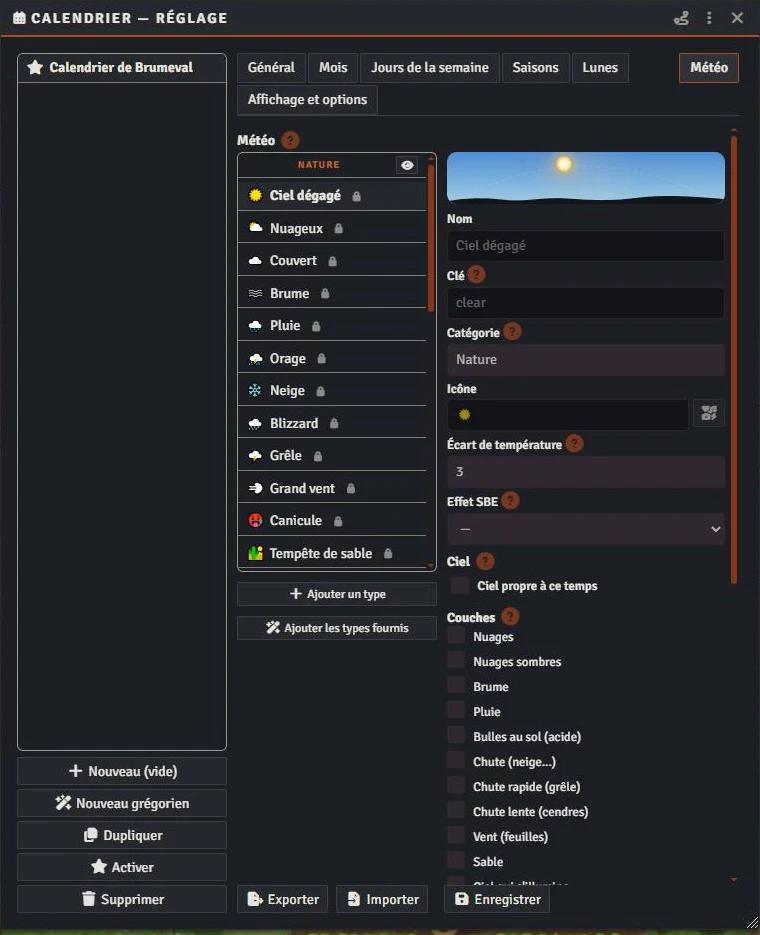 CALENDRIER — RÉGLAGE
Calendrier de Brumeval
Général
Mois
Jours de la semaine
Saisons
Lunes
Météo
Affichage et options
Météo ?
NATURE
Ciel dégagé
Nuageux
Couvert
Brume
Pluie
Orage
Neige
Blizzard
Grêle
Grand vent
Canicule
Tempête de sable
Ajouter un type
Ajouter les types fournis
Nom
Ciel dégagé
Clé ?
clear
Catégorie ?
Nature
Icône
Écart de température ?
3
Effet SBE ?
—
Ciel ?
Ciel propre à ce temps
Couches ?
Nuages
Nuages sombres
Brume
Pluie
Bulles au sol (acide)
Chute (neige...)
Chute rapide (grêle)
Chute lente (cendres)
Vent (feuilles)
Sable
Nouveau (vide)
Nouveau grégorien
Dupliquer
Activer
Supprimer
Exporter
Importer
Enregistrer